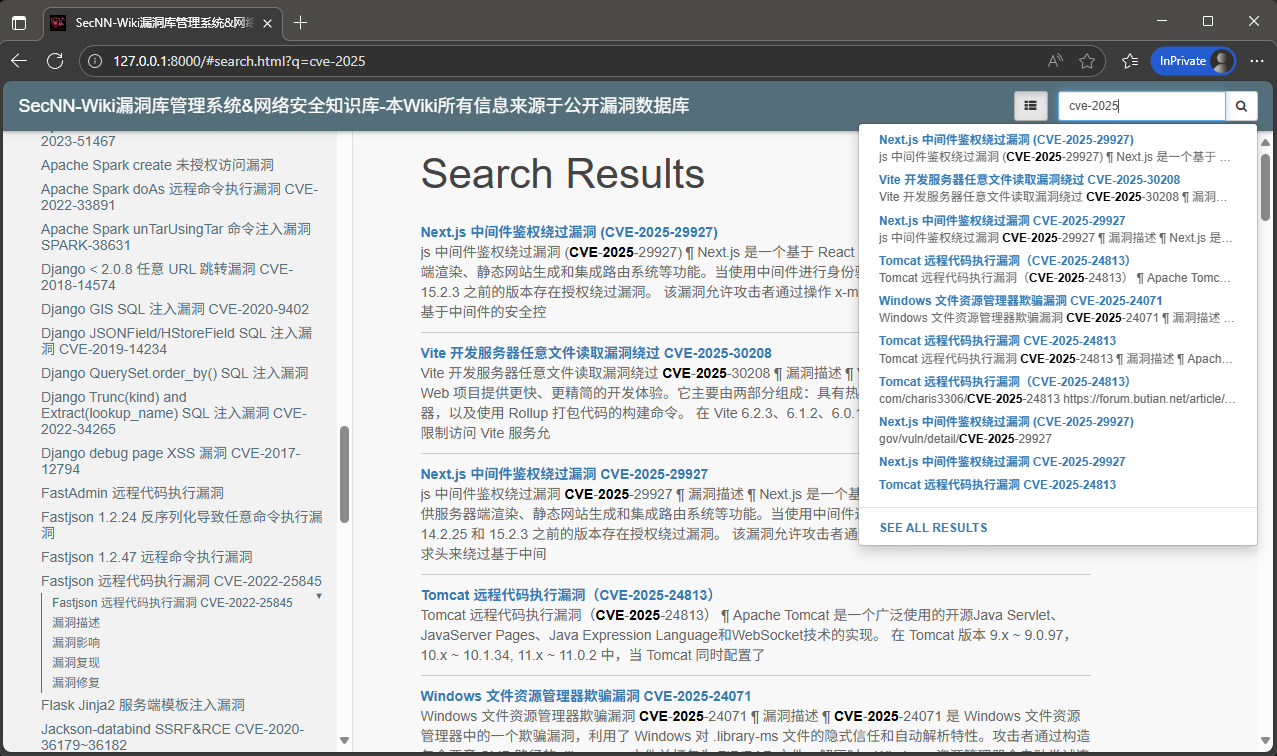 SecNN-Wiki漏洞库管理系统&网络
127.0.0.1:8000/#search.html?q=cve-2025
InPrivate
SecNN-Wiki漏洞库管理系统&网络安全知识库-本Wiki所有信息来源于公开漏洞数据库
cve-2025
2023-51467
Apache Spark create 未授权访问漏洞
Apache Spark doAs 远程命令执行漏洞 CVE-
2022-33891
Apache Spark unTarUsingTar 命令注入漏洞
SPARK-38631
Django < 2.0.8 任意 URL 跳转漏洞 CVE-
2018-14574
Django GIS SQL 注入漏洞 CVE-2020-9402
Django JSONField/HStoreField SQL 注入漏
洞 CVE-2019-14234
Django QuerySet.order_by() SQL 注入漏洞
Django Trunc(kind) and
Extract(lookup_name) SQL 注入漏洞 CVE-
2022-34265
Django debug page XSS 漏洞 CVE-2017-
12794
FastAdmin 远程代码执行漏洞
Fastjson 1.2.24 反序列化导致任意命令执行漏
洞
Fastjson 1.2.47 远程命令执行漏洞
Fastjson 远程代码执行漏洞 CVE-2022-25845
Fastjson 远程代码执行漏洞 CVE-2022-25845
漏洞描述
漏洞影响
漏洞复现
漏洞修复
Flask Jinja2 服务端模板注入漏洞
Jackson-databind SSRF&RCE CVE-2020-
36179~36182
Search Results
Next.js 中间件鉴权绕过漏洞 (CVE-2025-29927)
js 中间件鉴权绕过漏洞 (CVE-2025-29927) ¶ Next.js 是一个基于 React
端渲染、静态网站生成和集成路由系统等功能。当使用中间件进行身份验
15.2.3 之前的版本存在授权绕过漏洞。 该漏洞允许攻击者通过操作 x-m
基于中间件的安全控
Vite 开发服务器任意文件读取漏洞绕过 CVE-2025-30208
Vite 开发服务器任意文件读取漏洞绕过 CVE-2025-30208 ¶ 漏洞描述 ¶
Web 项目提供更快、更精简的开发体验。它主要由两部分组成：具有热
器，以及使用 Rollup 打包代码的构建命令。 在 Vite 6.2.3、6.1.2、6.0.
限制访问 Vite 服务允
Next.js 中间件鉴权绕过漏洞 CVE-2025-29927
js 中间件鉴权绕过漏洞 CVE-2025-29927 ¶ 漏洞描述 ¶ Next.js 是一个基
供服务器端渲染、静态网站生成和集成路由系统等功能。当使用中间件进
14.2.25 和 15.2.3 之前的版本存在授权绕过漏洞。 该漏洞允许攻击者通
求头来绕过基于中间
Tomcat 远程代码执行漏洞（CVE-2025-24813）
Tomcat 远程代码执行漏洞（CVE-2025-24813） ¶ Apache Tomcat 是一个广泛使用的开源Java Servlet、
JavaServer Pages、Java Expression Language和WebSocket技术的实现。 在 Tomcat 版本 9.x ~ 9.0.97，
10.x ~ 10.1.34, 11.x ~ 11.0.2 中，当 Tomcat 同时配置了
Windows 文件资源管理器欺骗漏洞 CVE-2025-24071
Windows 文件资源管理器欺骗漏洞 CVE-2025-24071 ¶ 漏洞描述 ¶ CVE-2025-24071 是 Windows 文件资源
管理器中的一个欺骗漏洞，利用了 Windows 对 .library-ms 文件的隐式信任和自动解析特性。攻击者通过构造
Next.js 中间件鉴权绕过漏洞 (CVE-2025-29927)
js 中间件鉴权绕过漏洞 (CVE-2025-29927) ¶ Next.js 是一个基于 ...
Vite 开发服务器任意文件读取漏洞绕过 CVE-2025-30208
Vite 开发服务器任意文件读取漏洞绕过 CVE-2025-30208 ¶ 漏洞...
Next.js 中间件鉴权绕过漏洞 CVE-2025-29927
js 中间件鉴权绕过漏洞 CVE-2025-29927 ¶ 漏洞描述 ¶ Next.js 是...
Tomcat 远程代码执行漏洞（CVE-2025-24813）
Tomcat 远程代码执行漏洞（CVE-2025-24813） ¶ Apache Tomc...
Windows 文件资源管理器欺骗漏洞 CVE-2025-24071
Windows 文件资源管理器欺骗漏洞 CVE-2025-24071 ¶ 漏洞描述 ...
Tomcat 远程代码执行漏洞 CVE-2025-24813
Tomcat 远程代码执行漏洞 CVE-2025-24813 ¶ 漏洞描述 ¶ Apach...
Tomcat 远程代码执行漏洞（CVE-2025-24813）
com/charis3306/CVE-2025-24813 https://forum.butian.net/article/...
Next.js 中间件鉴权绕过漏洞 (CVE-2025-29927)
gov/vuln/detail/CVE-2025-29927
Next.js 中间件鉴权绕过漏洞 CVE-2025-29927
Tomcat 远程代码执行漏洞 CVE-2025-24813
SEE ALL RESULTS